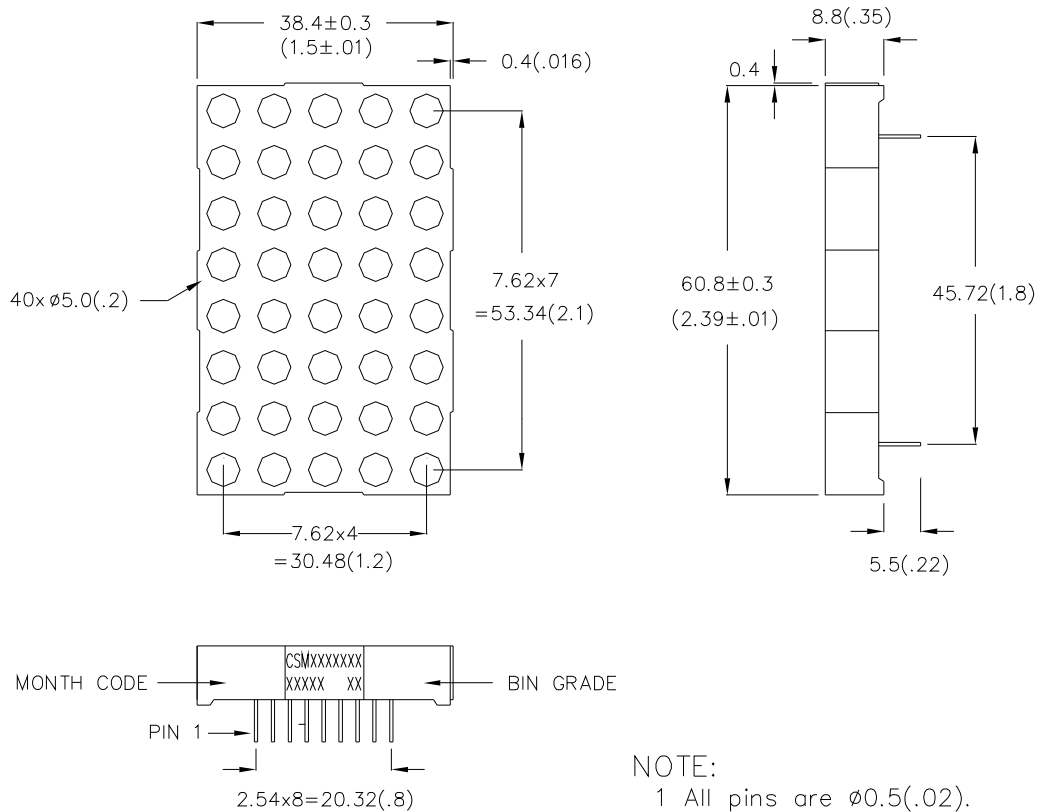 38.4±0.3
(1.5±.01)
0.4(.016)
8.8(.35)
0.4
40x ø5.0(.2)
7.62x7
=53.34(2.1)
60.8±0.3
(2.39±.01)
45.72(1.8)
7.62x4
=30.48(1.2)
5.5(.22)
CSMXXXXXXX
XXXXX XX
MONTH CODE
BIN GRADE
PIN 1
2.54x8=20.32(.8)
NOTE:
1 All pins are ø0.5(.02).